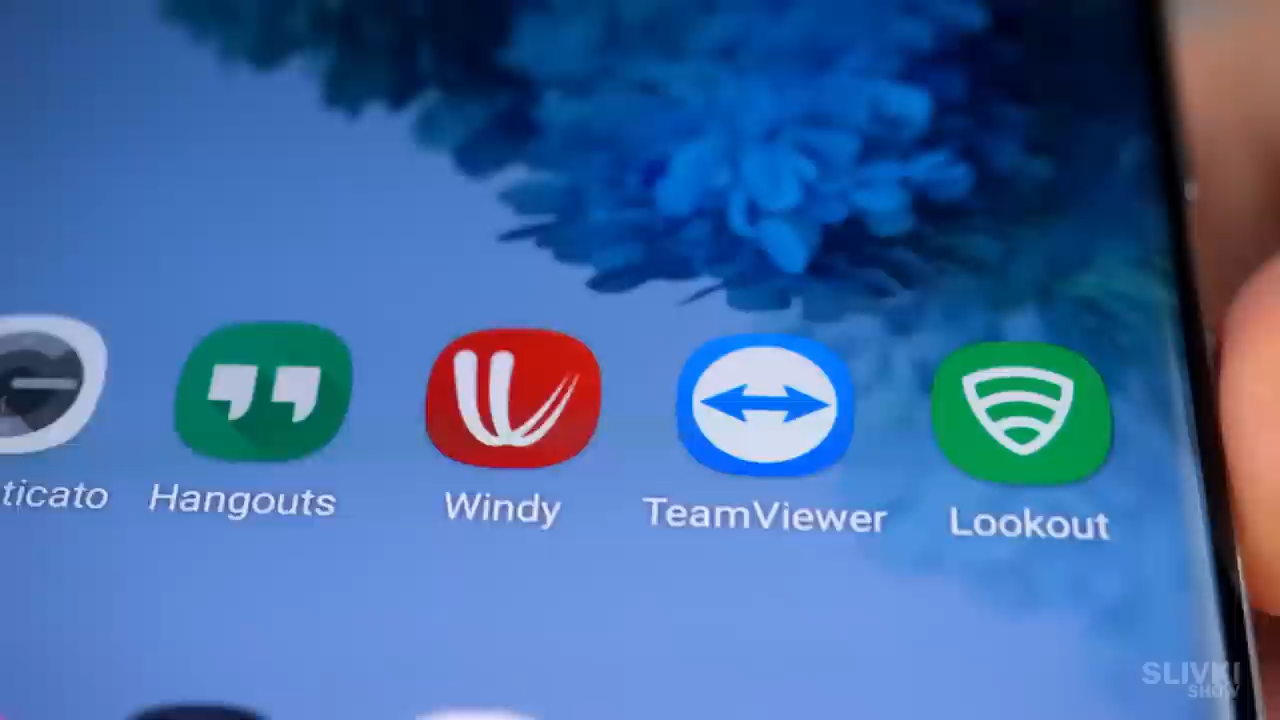 ticato
Hangouts
Windy
TeamViewer
Lookout
SLIVKI
SHOW